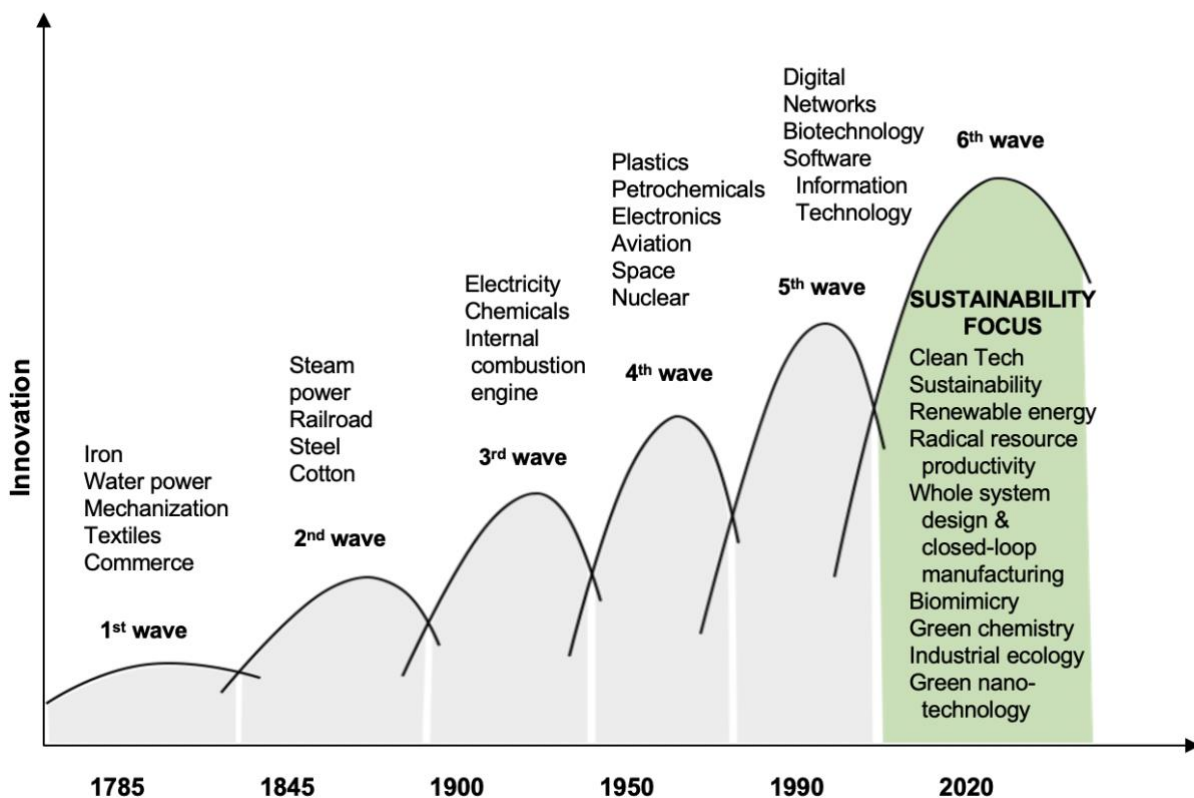 Innovation
Iron
Water power
Mechanization
Textiles
Commerce
1st wave
Steam
power
Railroad
Steel
Cotton
2nd wave
Electricity
Chemicals
Internal
combustion
engine
3rd wave
Plastics
Petrochemicals
Electronics
Aviation
Space
Nuclear
4th wave
Digital
Networks
Biotechnology
Software
Information
Technology
5th wave
6th wave
SUSTAINABILITY
FOCUS
Clean Tech
Sustainability
Renewable energy
Radical resource
productivity
Whole system
design &
closed-loop
manufacturing
Biomimicry
Green chemistry
Industrial ecology
Green nano-
technology
1785 1845 1900 1950 1990 2020